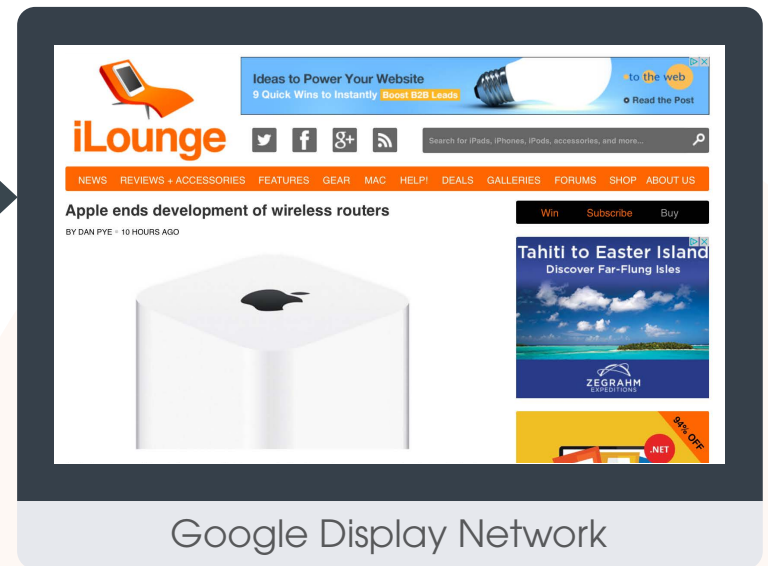 Ideas to Power Your Website
9 Quick Wins to Instantly Boost B2B Leads
to the web
Read the Post
iLounge
Search for iPads, iPhones, iPods, accessories, and more...
NEWS REVIEWS + ACCESSORIES FEATURES GEAR MAC HELP! DEALS GALLERIES FORUMS SHOP ABOUT US
Apple ends development of wireless routers
BY DAN PYE • 10 HOURS AGO
Win Subscribe Buy
Tahiti to Easter Island
Discover Far-Flung Isles
ZEGRAHM
EXPEDITIONS
94% OFF
.NET
Google Display Network